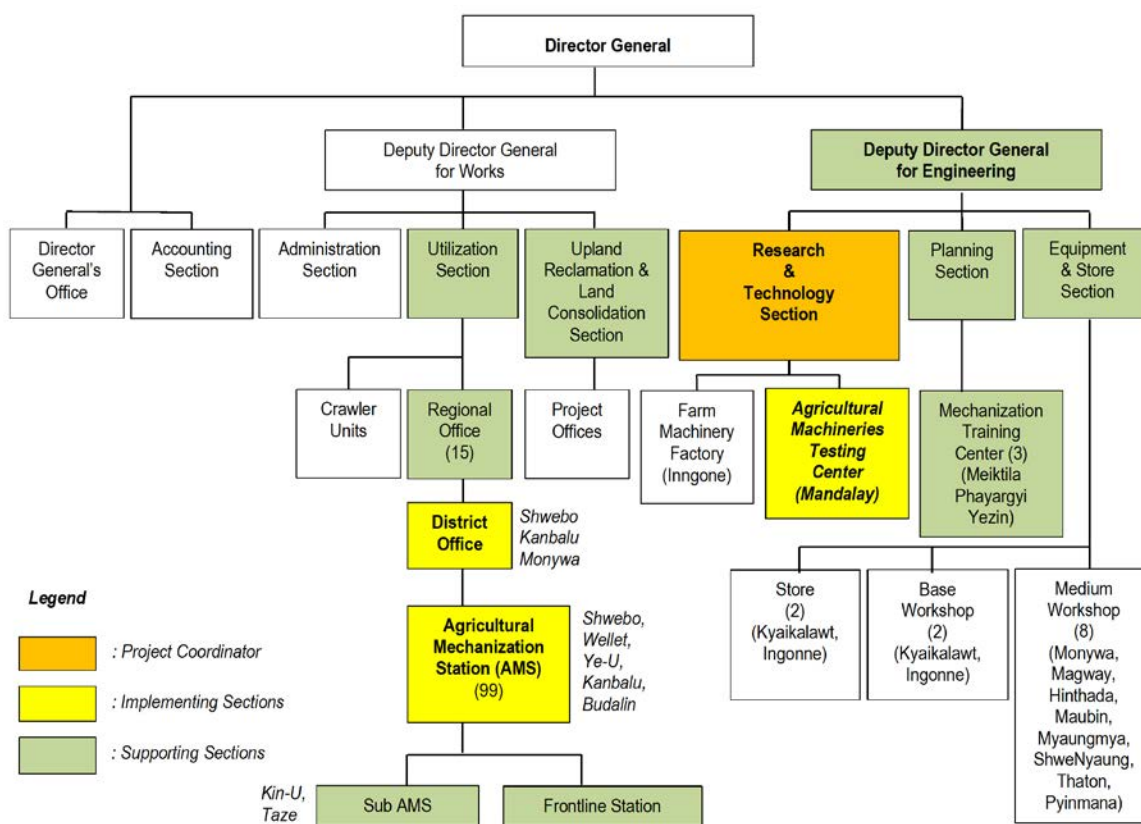 Director General
Deputy Director General
for Works
Deputy Director General
for Engineering
Director
General's
Office
Accounting
Section
Administration
Section
Utilization
Section
Upland
Reclamation &
Land
Consolidation
Section
Research
&
Technology
Section
Planning
Section
Equipment
& Store
Section
Crawler
Units
Regional
Office
(15)
Project
Offices
Farm
Machinery
Factory
(Inngone)
Agricultural
Machineries
Testing
Center
(Mandalay)
Mechanization
Training
Center (3)
(Meiktila
Phayargyi
Yezin)
District
Office
Shwebo
Kanbalu
Monywa
Store
(2)
(Kyaikalawt,
Ingonne)
Base
Workshop
(2)
(Kyaikalawt,
Ingonne)
Medium
Workshop
(8)
(Monywa,
Magway,
Hinthada,
Maubin,
Myaungmya,
ShweNyaung,
Thaton,
Pyinmana)
Agricultural
Mechanization
Station (AMS)
(99)
Shwebo,
Wellet,
Ye-U,
Kanbalu,
Budalin
Legend
: Project Coordinator
: Implementing Sections
: Supporting Sections
Kin-U,
Taze
Sub AMS
Frontline Station